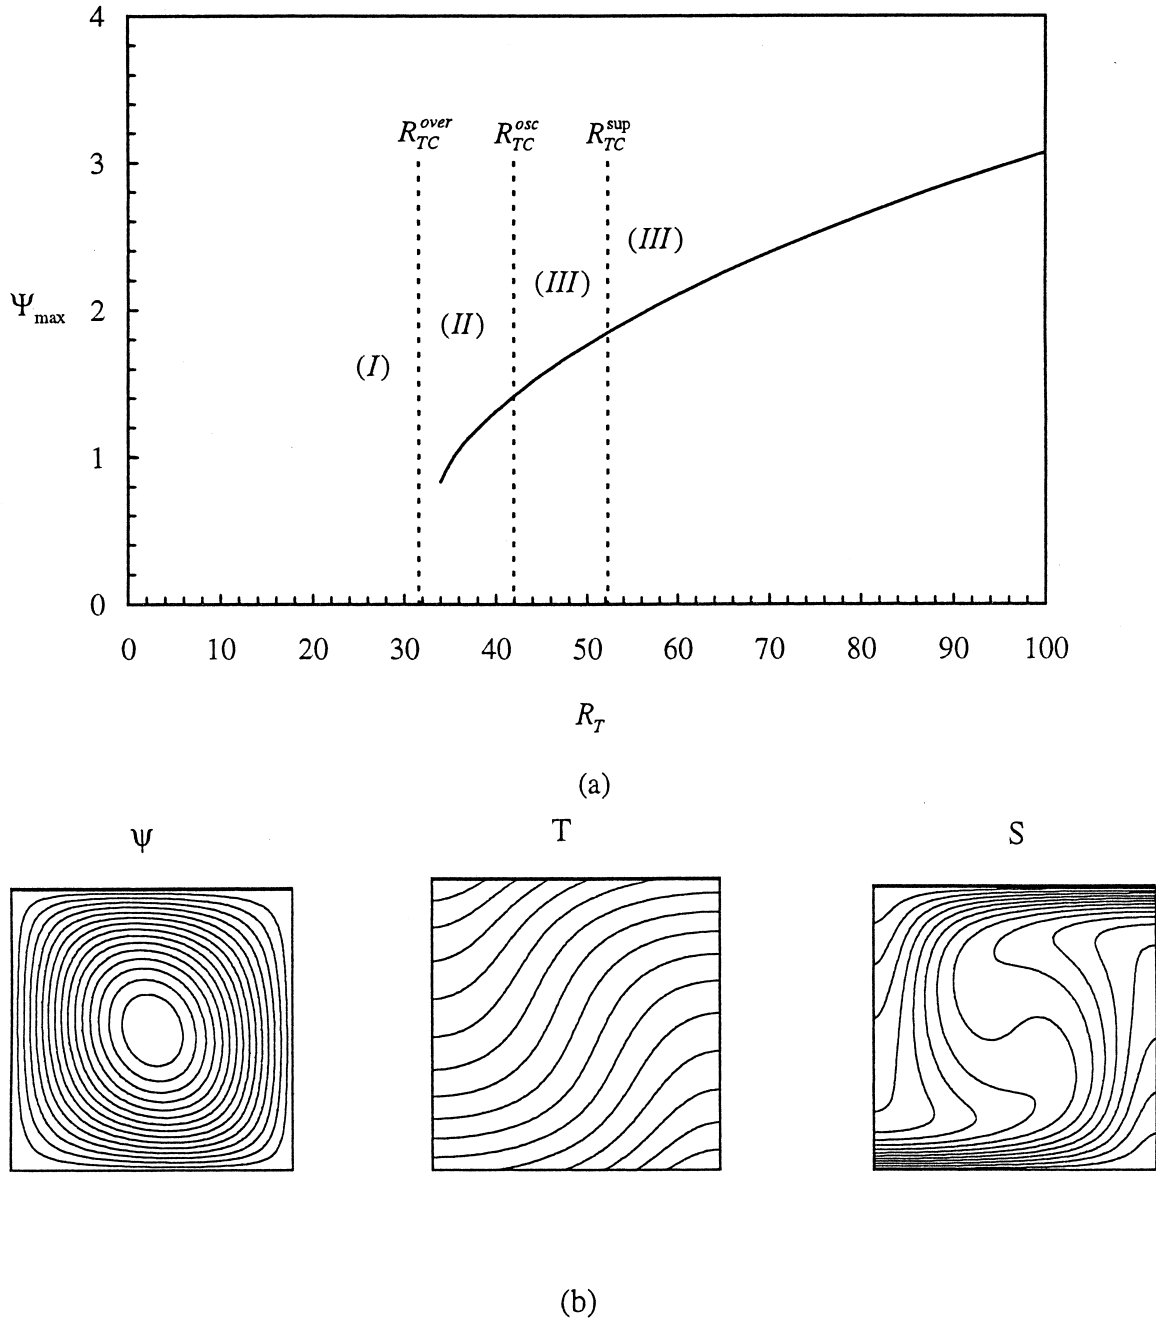 4
R_TC^over R_TC^osc R_TC^sup
3
(III)
(III)
Ψmax 2 (II)
(I)
1
0
0 10 20 30 40 50 60 70 80 90 100
R_T
(a)
ψ T S
(b)